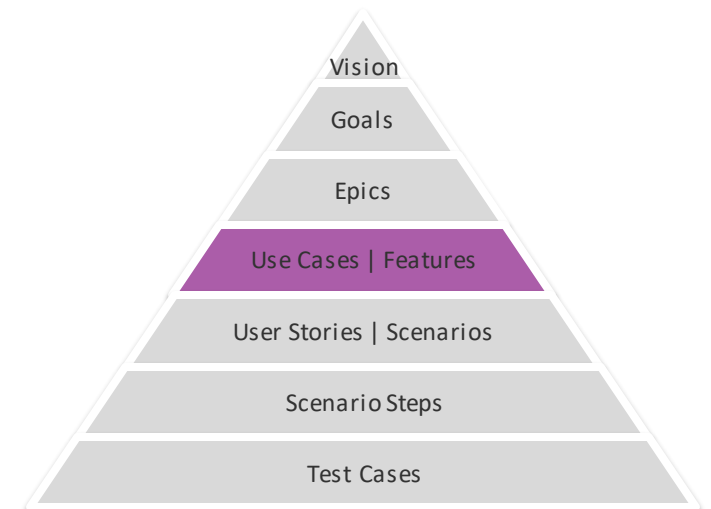 Vision
Goals
Epics
Use Cases | Features
User Stories | Scenarios
Scenario Steps
Test Cases